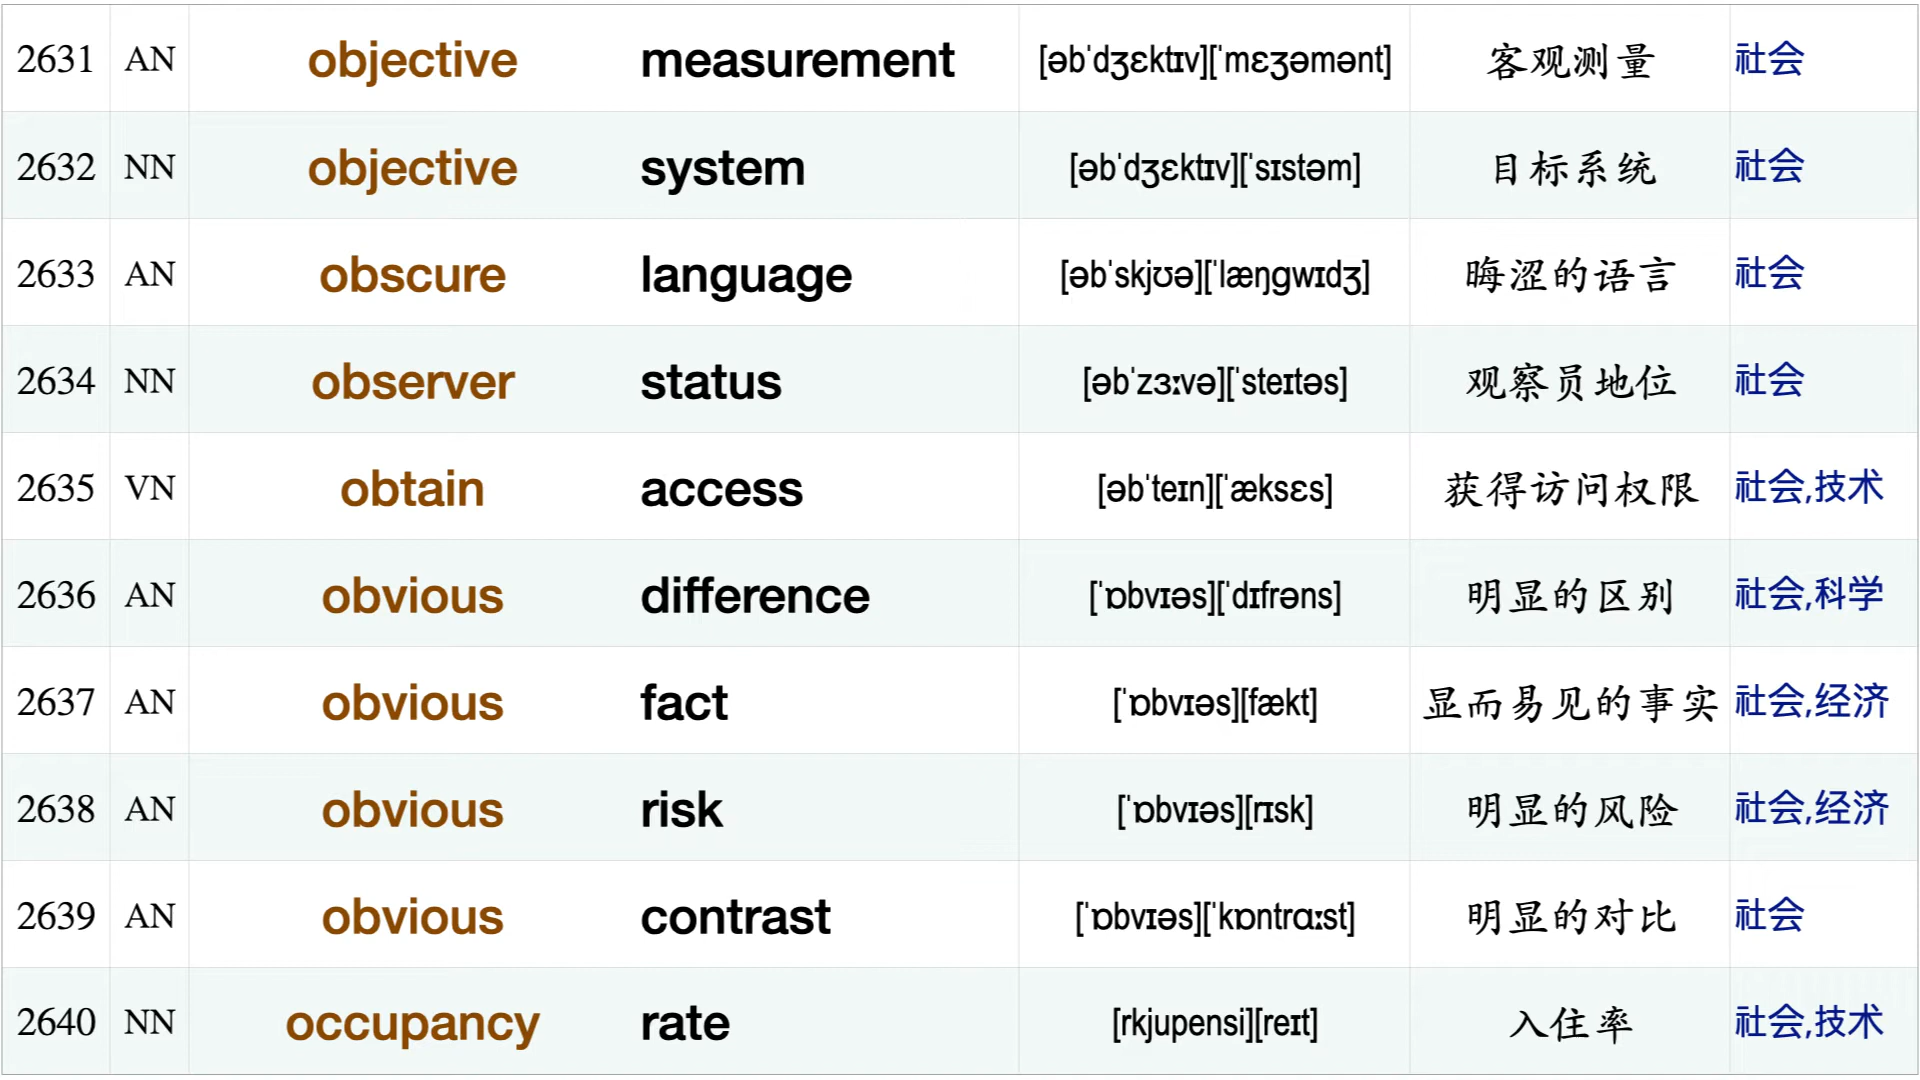 2631 AN objective measurement [əbˈdʒɛktɪv][ˈmɛʒəmənt] 客观测量 社会
2632 NN objective system [əbˈdʒɛktɪv][ˈsɪstəm] 目标系统 社会
2633 AN obscure language [əbˈskjʊə][ˈlæŋgwɪdʒ] 晦涩的语言 社会
2634 NN observer status [əbˈzɜːvə][ˈsteɪtəs] 观察员地位 社会
2635 VN obtain access [əbˈteɪn][ˈæksɛs] 获得访问权限 社会,技术
2636 AN obvious difference [ˈɒbvɪəs][ˈdɪfrəns] 明显的区别 社会,科学
2637 AN obvious fact [ˈɒbvɪəs][fækt] 显而易见的事实 社会,经济
2638 AN obvious risk [ˈɒbvɪəs][rɪsk] 明显的风险 社会,经济
2639 AN obvious contrast [ˈɒbvɪəs][ˈkɒntrɑːst] 明显的对比 社会
2640 NN occupancy rate [rkjupensi][reɪt] 入住率 社会,技术